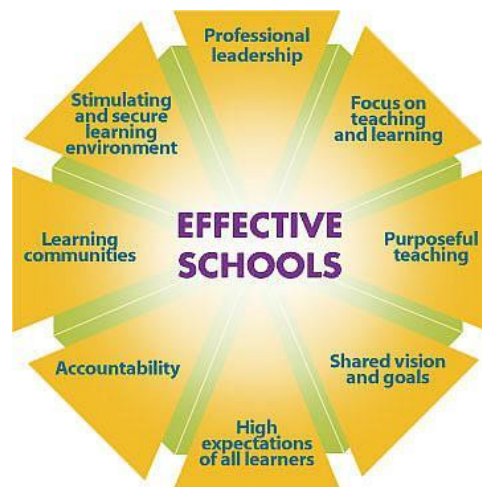 Professional
leadership
Focus on
teaching
and learning
Purposeful
teaching
Shared vision
and goals
High
expectations
of all learners
Accountability
Learning
communities
Stimulating
and secure
learning
environment
EFFECTIVE
SCHOOLS